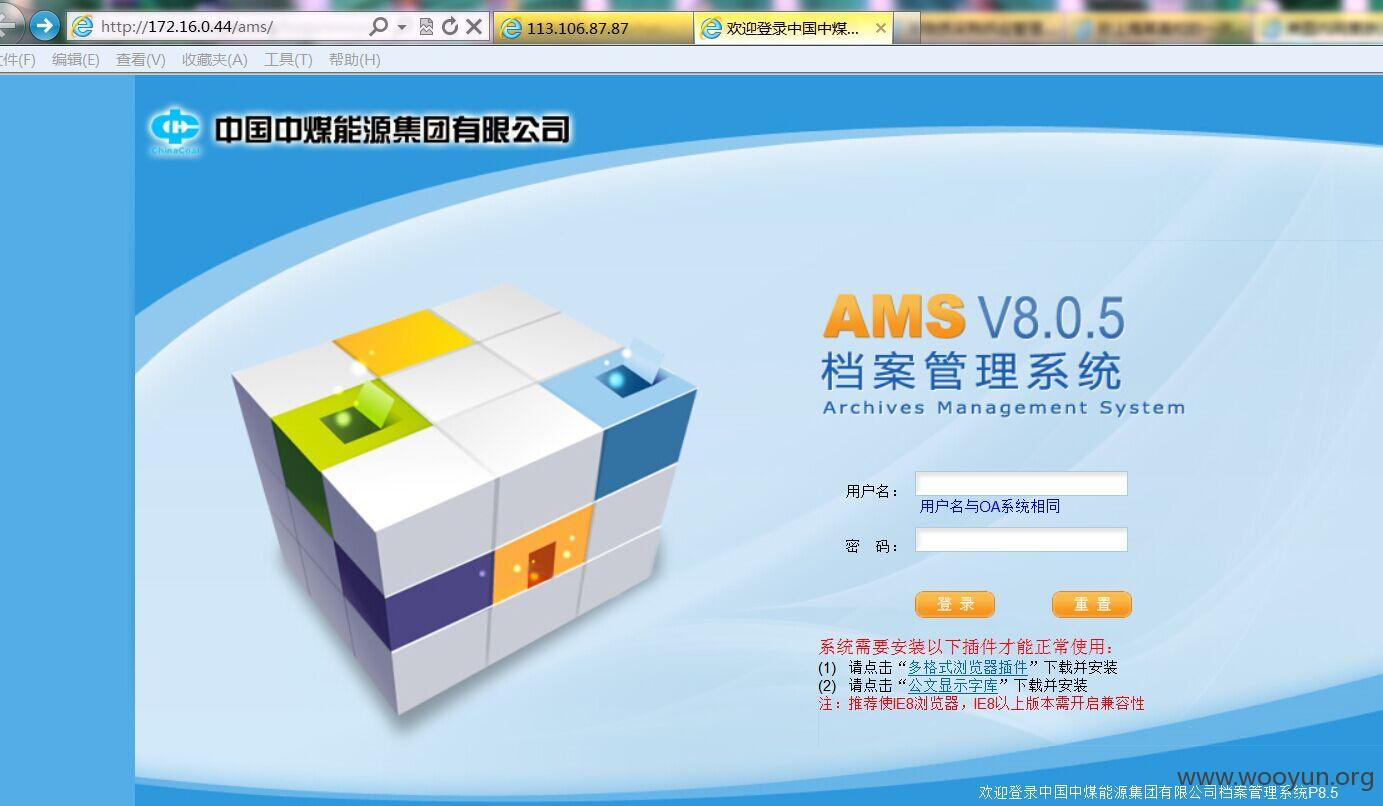 http://172.16.0.44/ams/
113.106.87.87
欢迎登录中国中煤...
件(F) 编辑(E) 查看(V) 收藏夹(A) 工具(T) 帮助(H)
中国中煤能源集团有限公司
ChinaCoal
AMS V8.0.5
档案管理系统
Archives Management System
用户名：
用户名与OA系统相同
密 码：
登 录 重 置
系统需要安装以下插件才能正常使用：
(1) 请点击“多格式浏览器插件”下载并安装
(2) 请点击“公文显示字库”下载并安装
注：推荐使IE8浏览器，IE8以上版本需开启兼容性
www.wooyun.org
欢迎登录中国中煤能源集团有限公司档案管理系统P8.5